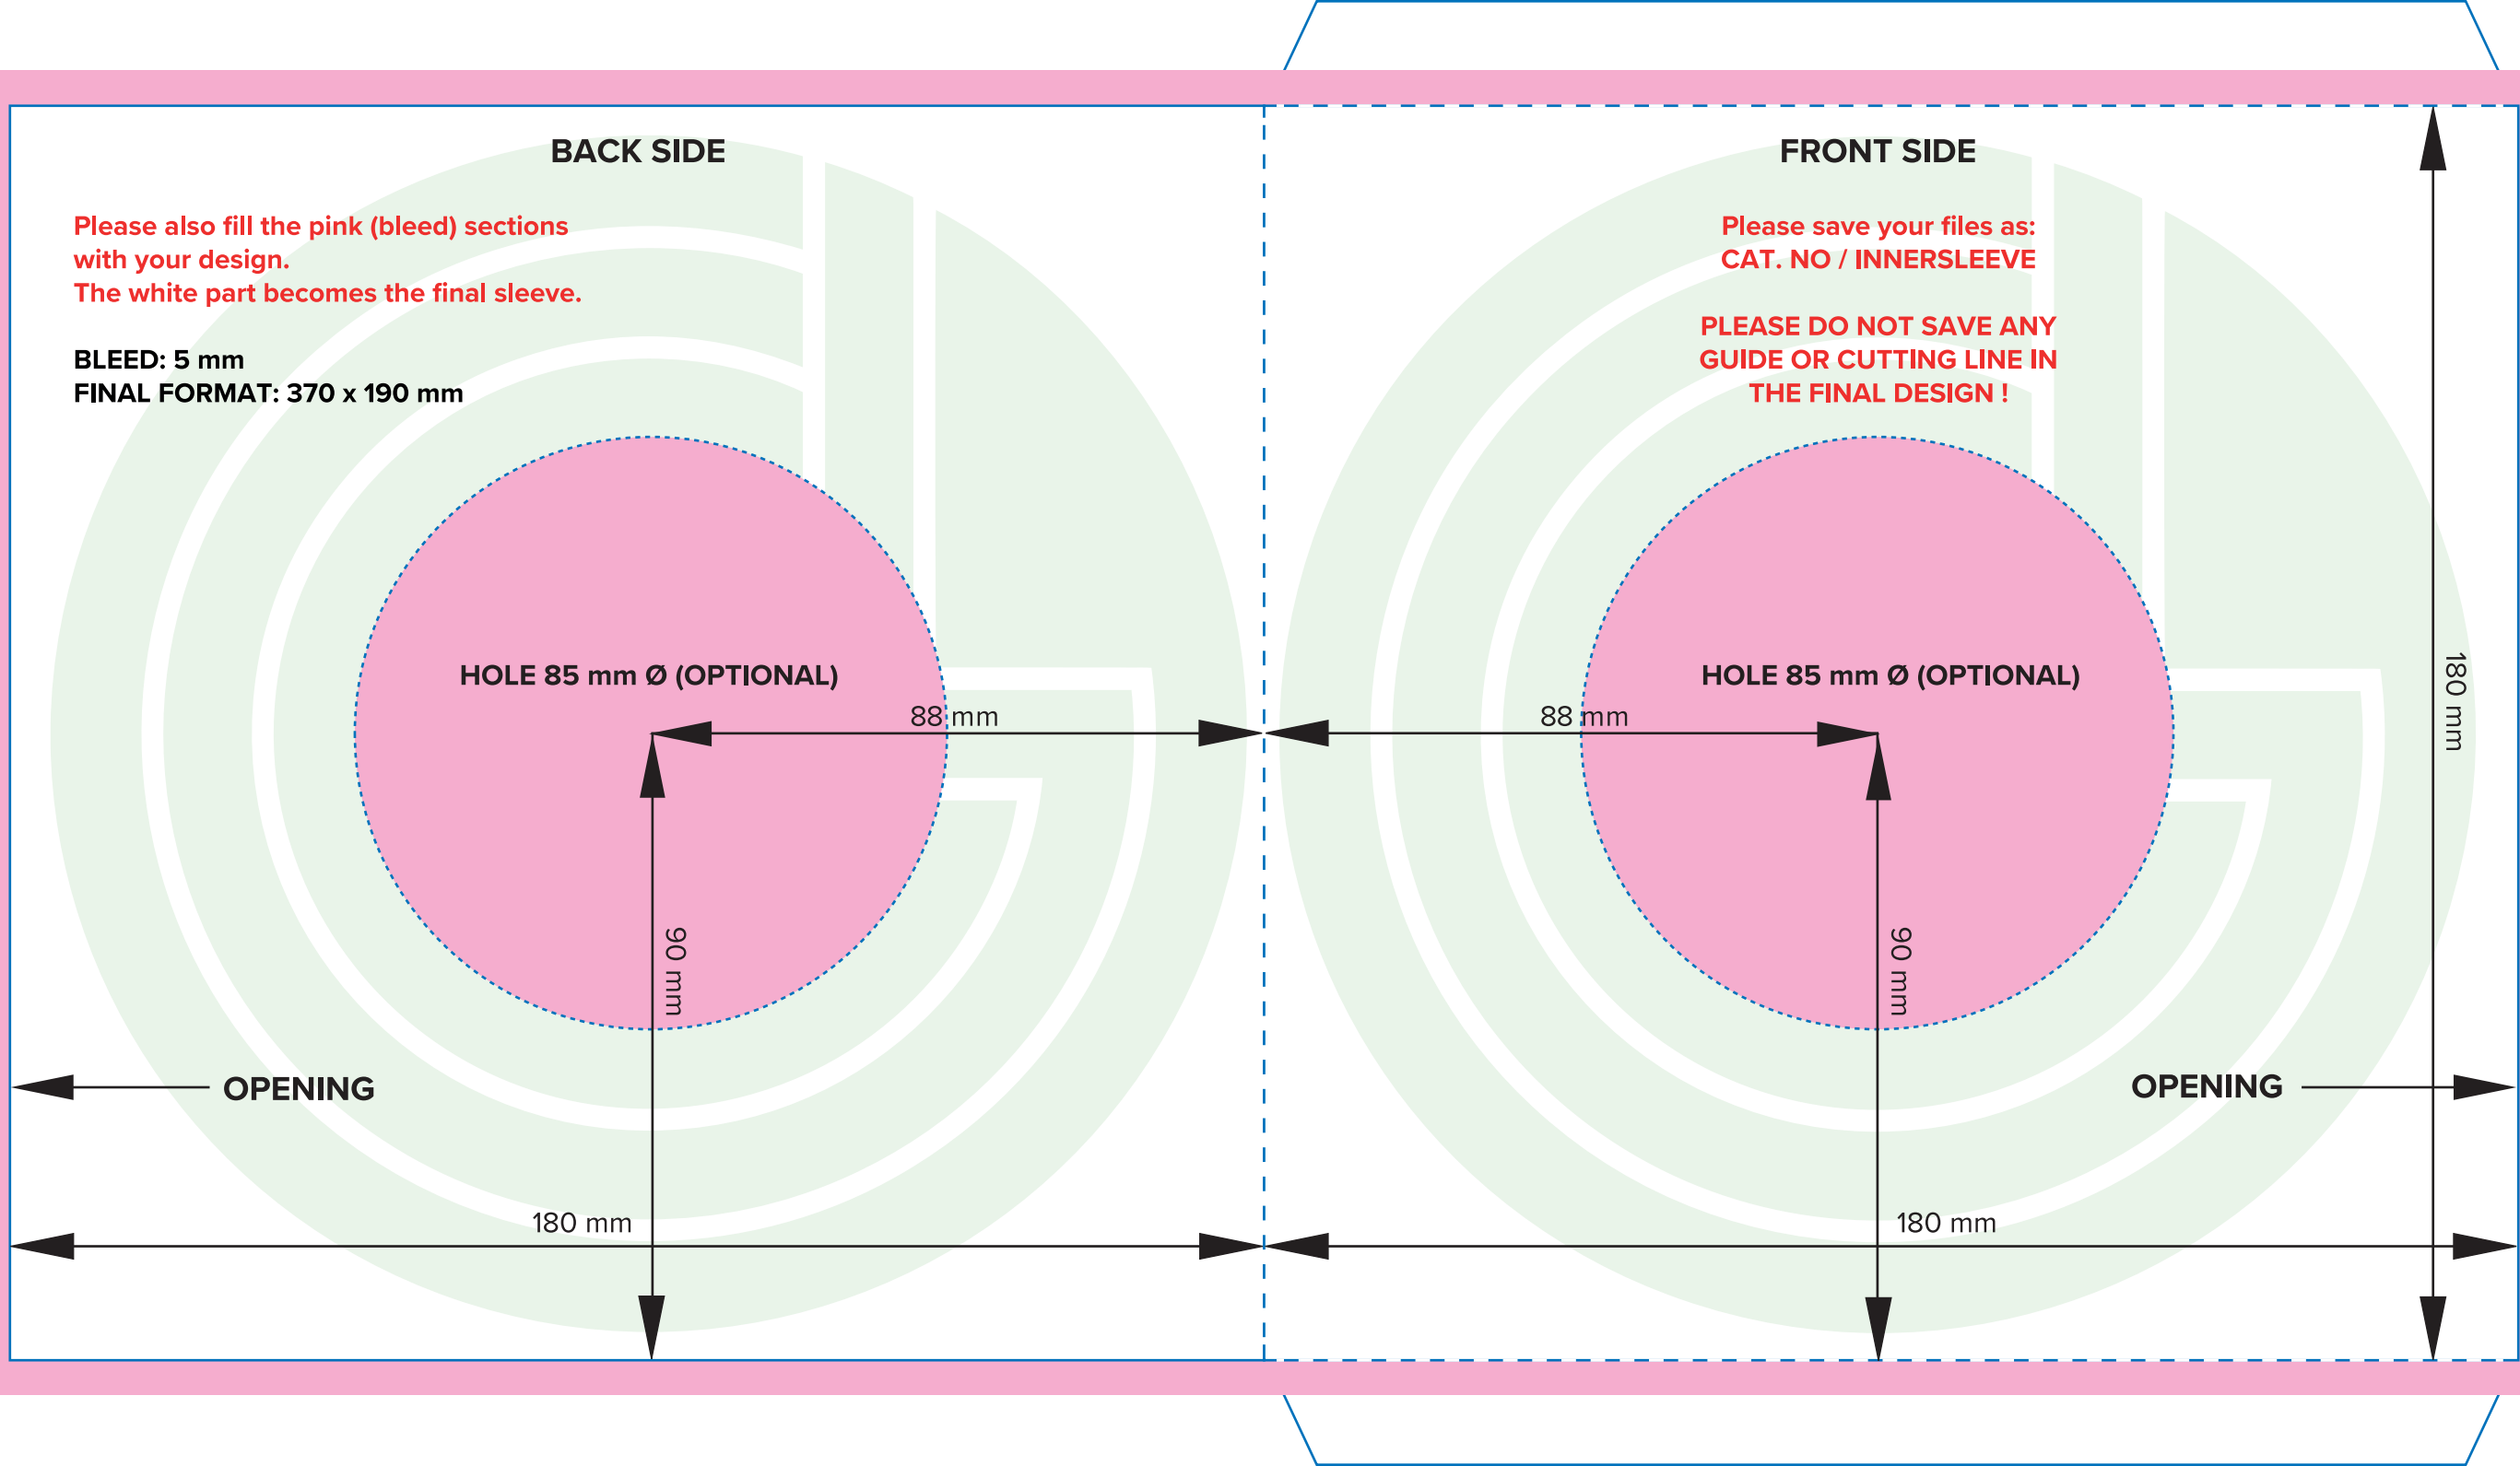 BACK SIDE
Please also fill the pink (bleed) sections
with your design.
The white part becomes the final sleeve.
BLEED: 5 mm
FINAL FORMAT: 370 x 190 mm
HOLE 85 mm Ø (OPTIONAL)
88 mm
90 mm
OPENING
180 mm
FRONT SIDE
Please save your files as:
CAT. NO / INNERSLEEVE
PLEASE DO NOT SAVE ANY
GUIDE OR CUTTING LINE IN
THE FINAL DESIGN !
HOLE 85 mm Ø (OPTIONAL)
88 mm
180 mm
90 mm
OPENING
180 mm